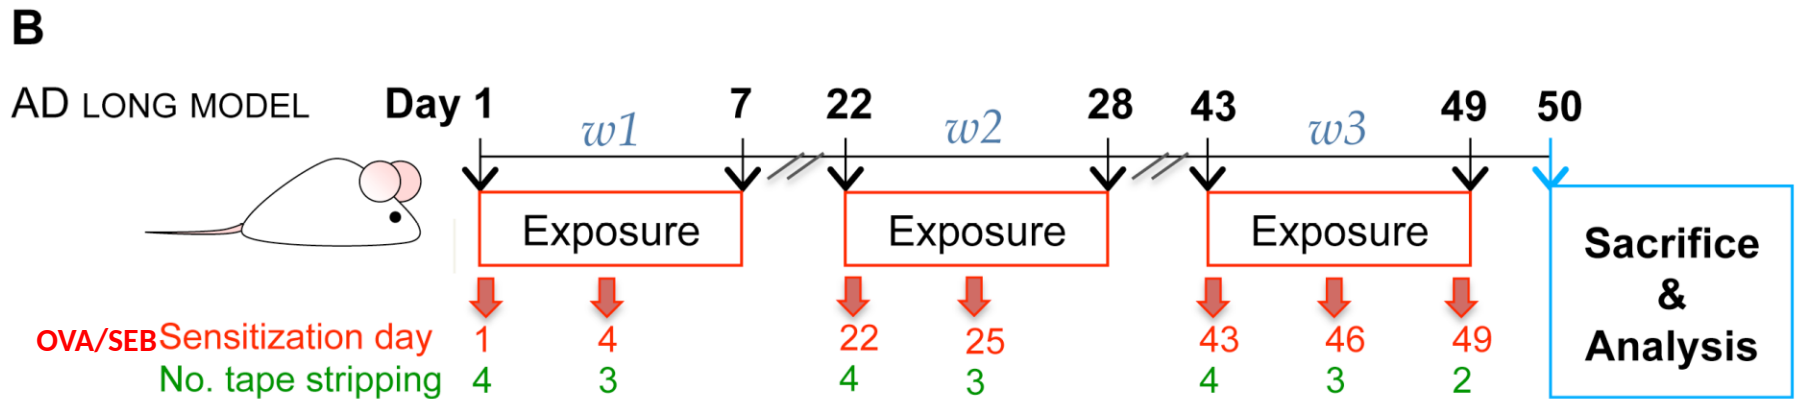 B
AD LONG MODEL Day 1 7 22 28 43 49 50
w1 w2 w3
Exposure Exposure Exposure
Sacrifice
&
Analysis
OVA/SEB Sensitization day 1 4 22 25 43 46 49
No. tape stripping 4 3 4 3 4 3 2